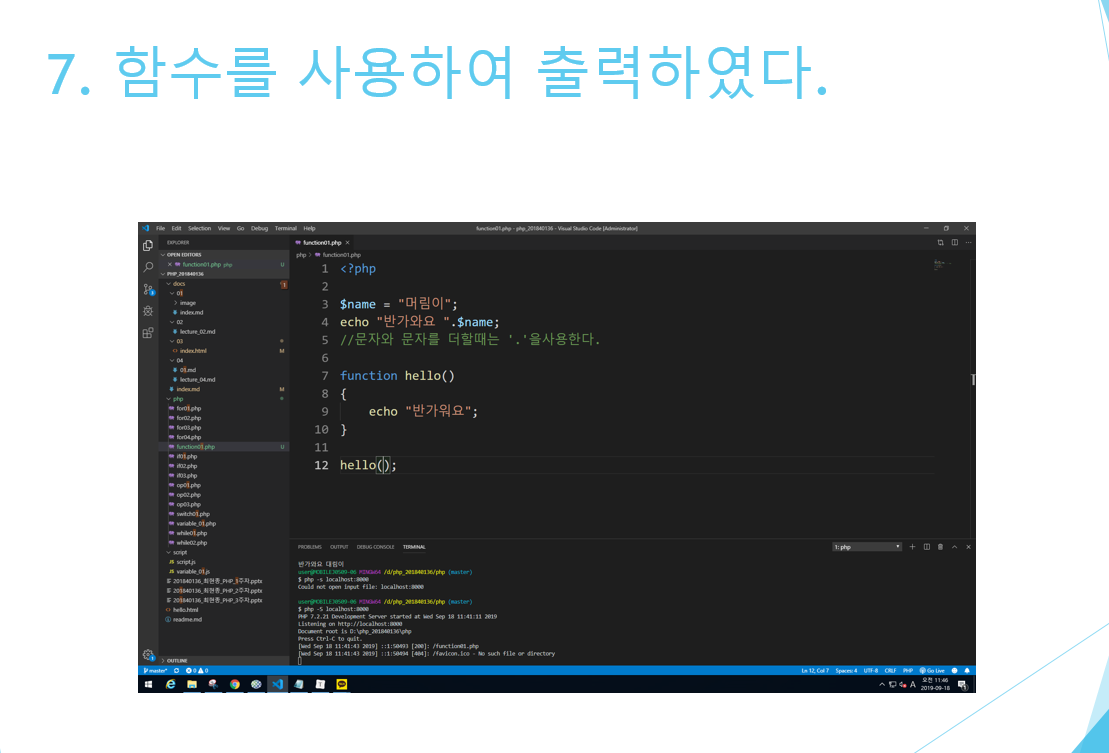 7. 함수를 사용하여 출력하였다.
File Edit Selection View Go Debug Terminal Help
function01.php - php_201840136 - Visual Studio Code [Administrator]
EXPLORER
OPEN EDITORS
function01.php php U
PHP_201840136
docs
01
image
index.md
02
lecture_02.md
03
index.html M
04
01.md
lecture_04.md
index.md M
php
for01.php
for02.php
for03.php
for04.php
function01.php U
if01.php
if02.php
if03.php
op01.php
op02.php
op03.php
switch01.php
variable_01.php
while01.php
while02.php
script
script.js
variable_01.js
201840136_최현종_PHP_1주차.pptx
201840136_최현종_PHP_2주차.pptx
201840136_최현종_PHP_3주차.pptx
hello.html
readme.md
OUTLINE
function01.php
php > function01.php
1 <?php
2
3 $name = "머림이";
4 echo "반가와요 ".$name;
5 //문자와 문자를 더할때는 '.'을사용한다.
6
7 function hello()
8 {
9 echo "반가워요";
10 }
11
12 hello();
PROBLEMS OUTPUT DEBUG CONSOLE TERMINAL
1: php
반가와요 대림이
user@MOBILE30509-06 MINGW64 /d/php_201840136/php (master)
$ php -s localhost:8000
Could not open input file: localhost:8000
user@MOBILE30509-06 MINGW64 /d/php_201840136/php (master)
$ php -S localhost:8000
PHP 7.2.21 Development Server started at Wed Sep 18 11:41:11 2019
Listening on http://localhost:8000
Document root is D:\php_201840136\php
Press Ctrl-C to quit.
[Wed Sep 18 11:41:43 2019] ::1:50493 [200]: /function01.php
[Wed Sep 18 11:41:43 2019] ::1:50494 [404]: /favicon.ico - No such file or directory
master* 0 0
Ln 12, Col 7 Spaces: 4 UTF-8 CRLF PHP Go Live
A
오전 11:46
2019-09-18